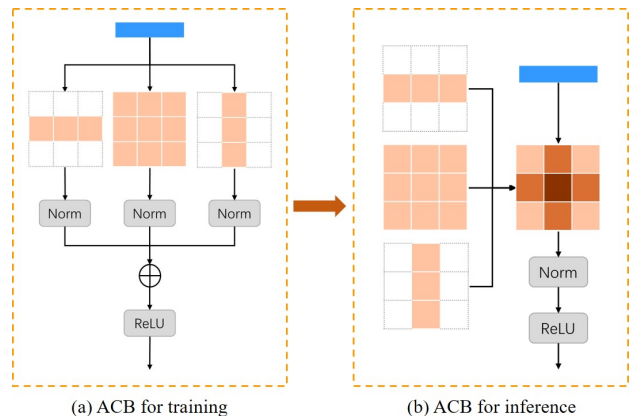 Norm
Norm
Norm
ReLU
(a) ACB for training
Norm
ReLU
(b) ACB for inference